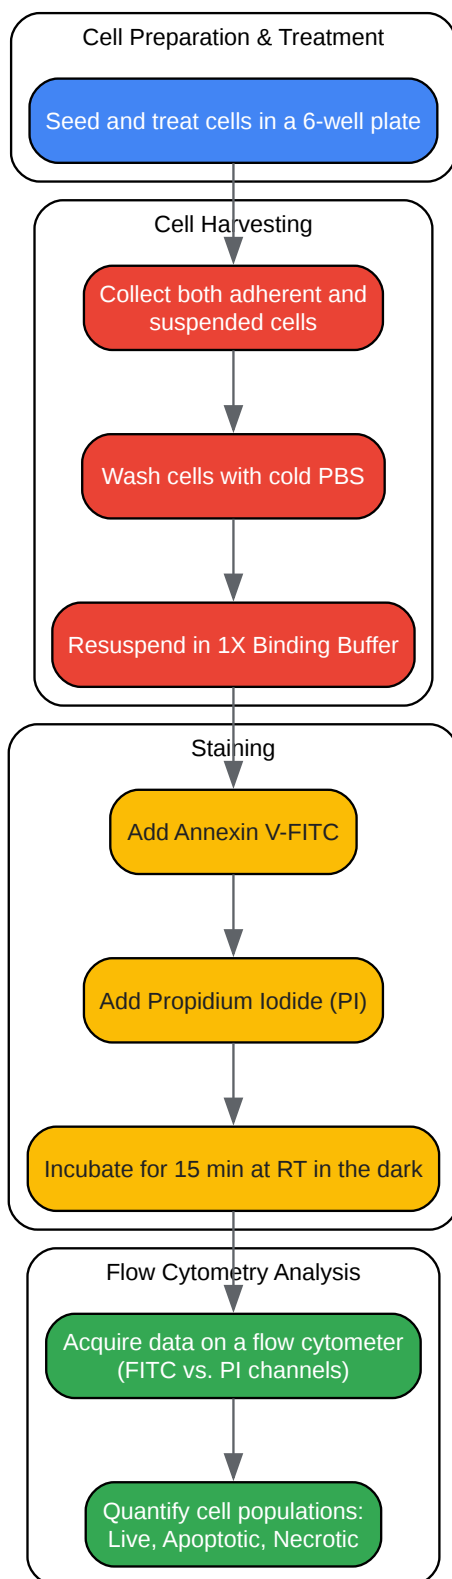 Cell Preparation & Treatment
Seed and treat cells in a 6-well plate
Cell Harvesting
Collect both adherent and
suspended cells
Wash cells with cold PBS
Resuspend in 1X Binding Buffer
Staining
Add Annexin V-FITC
Add Propidium Iodide (PI)
Incubate for 15 min at RT in the dark
Flow Cytometry Analysis
Acquire data on a flow cytometer
(FITC vs. PI channels)
Quantify cell populations:
Live, Apoptotic, Necrotic